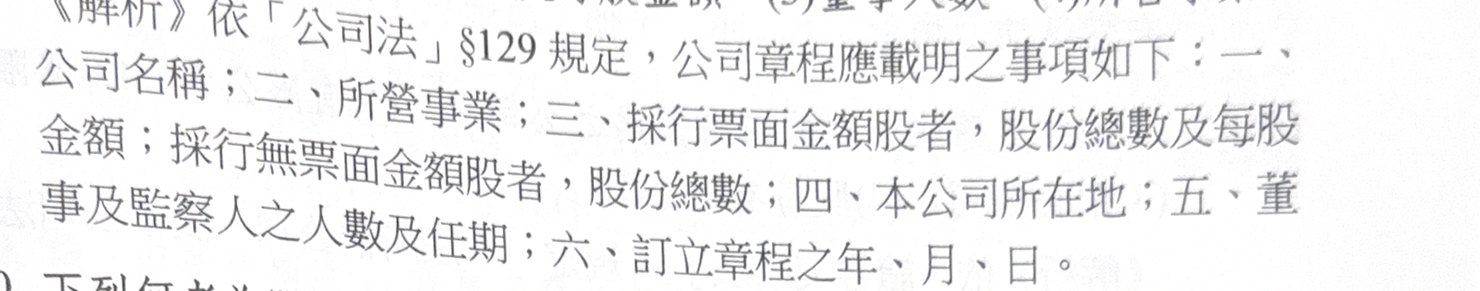 《解析》依「公司法」§129 規定，公司章程應載明之事項如下：一、
公司名稱；二、所營事業；三、採行票面金額股者，股份總數及每股
金額；採行無票面金額股者，股份總數；四、本公司所在地；五、董
事及監察人之人數及任期；六、訂立章程之年、月、日。